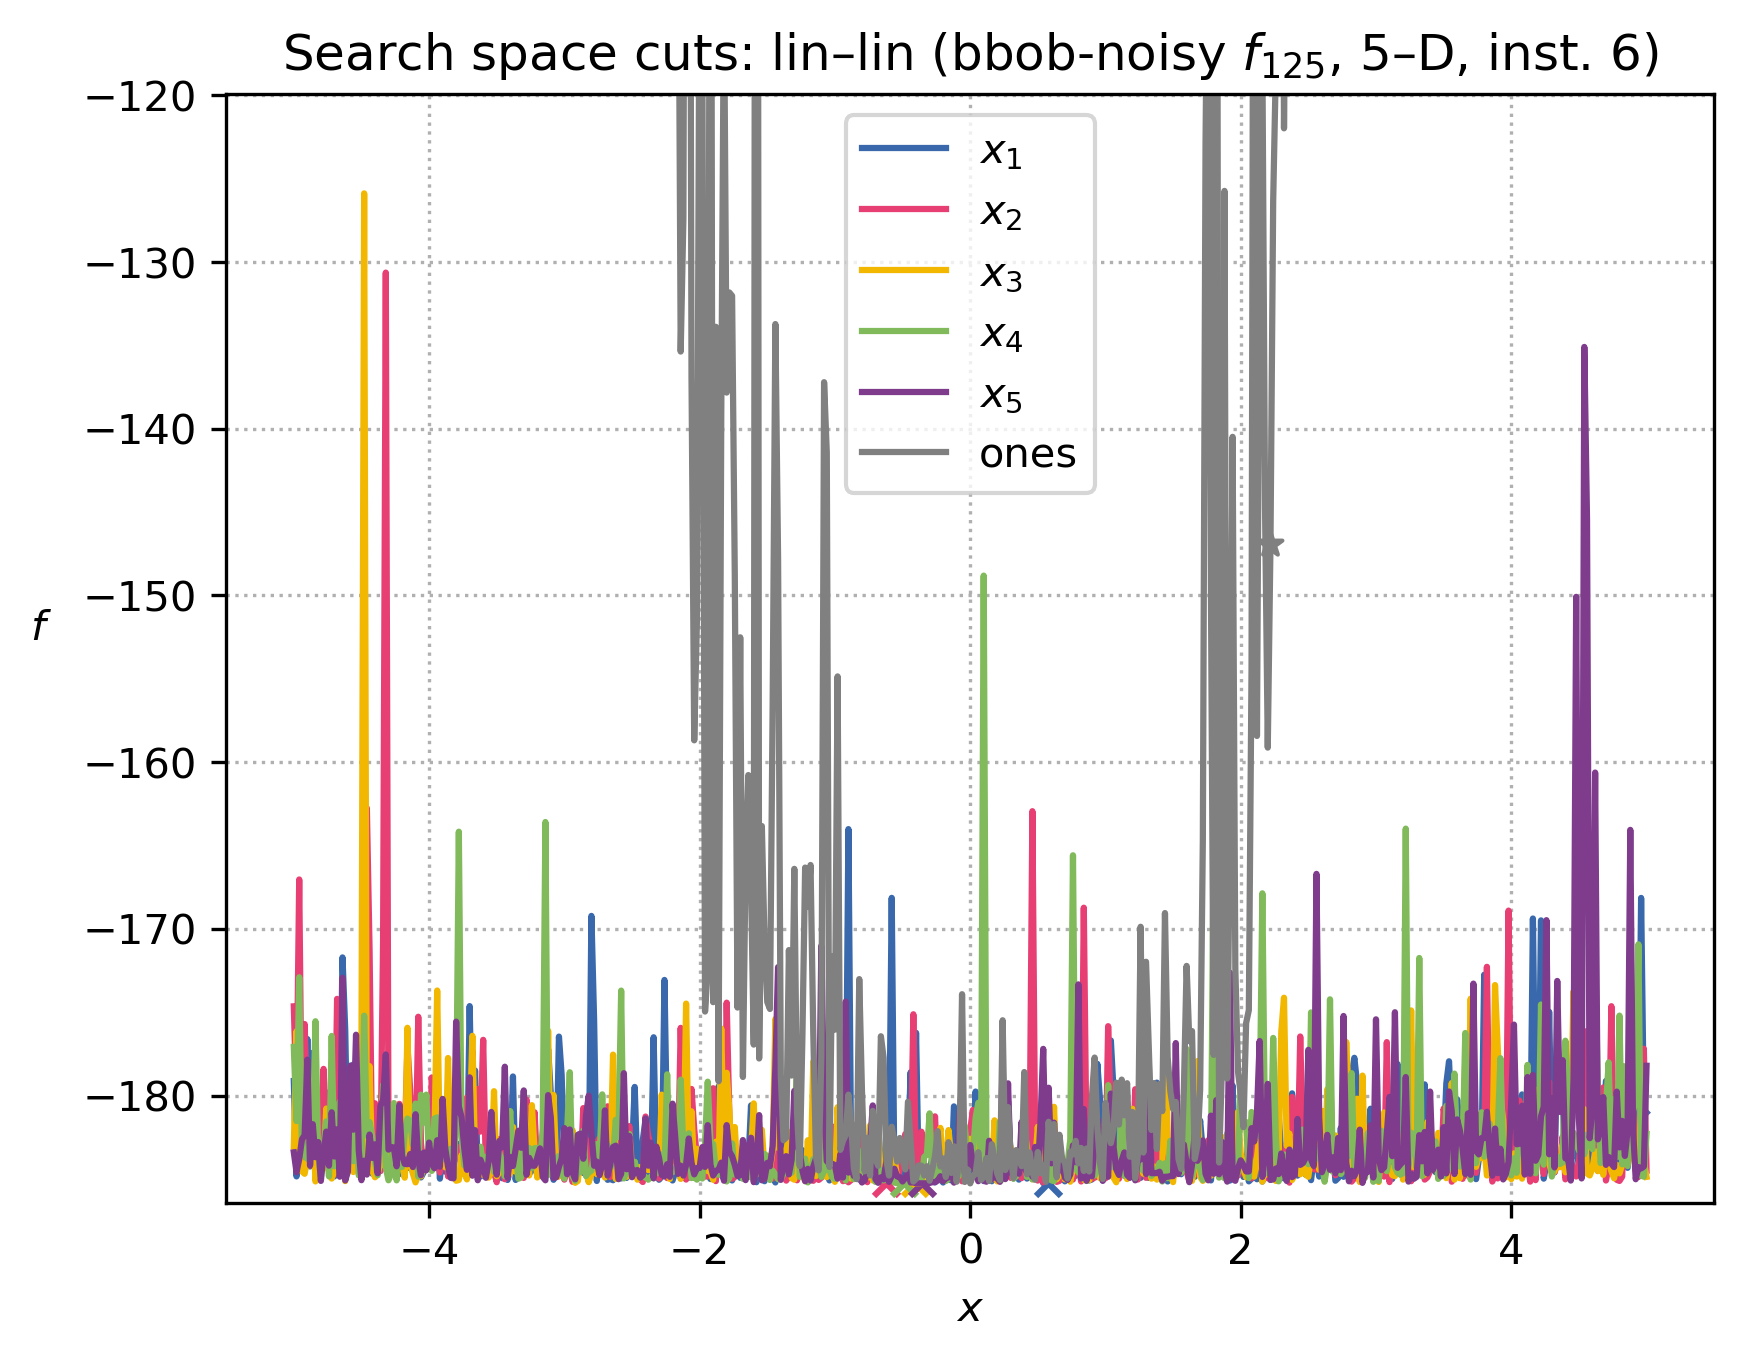 Search space cuts: lin–lin (bbob-noisy f₁₂₅, 5–D, inst. 6)
−120
−130
−140
−150
−160
−170
−180
f
x₁
x₂
x₃
x₄
x₅
ones
−4
−2
0
2
4
x